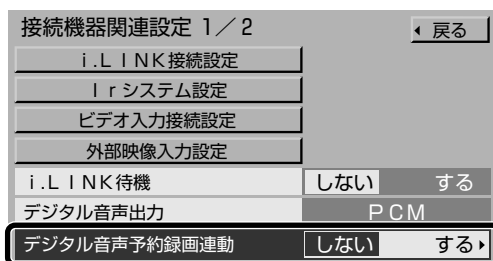 接続機器関連設定 1／2 戻る
i.LINK接続設定
Irシステム設定
ビデオ入力接続設定
外部映像入力設定
i.LINK待機 しない する
デジタル音声出力 PCM
デジタル音声予約録画連動 しない する